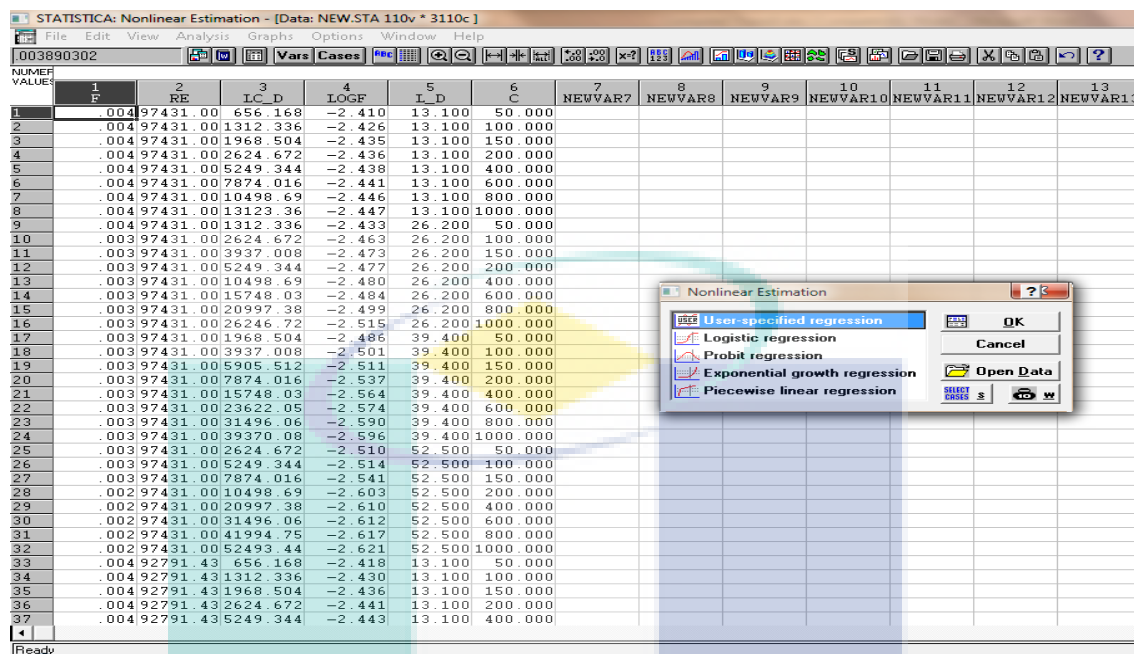 STATISTICA: Nonlinear Estimation - [Data: NEW.STA 110v * 3110c ]
File Edit View Analysis Graphs Options Window Help
.003890302 Vars Cases ABC x=? ABC 123 ?
NUMER
VALUES 1 2 3 4 5 6 7 8 9 10 11 12 13
F RE LC_D LOGF L_D C NEWVAR7 NEWVAR8 NEWVAR9 NEWVAR10 NEWVAR11 NEWVAR12 NEWVAR13
1 .004 97431.00 656.168 -2.410 13.100 50.000
2 .004 97431.00 1312.336 -2.426 13.100 100.000
3 .004 97431.00 1968.504 -2.435 13.100 150.000
4 .004 97431.00 2624.672 -2.436 13.100 200.000
5 .004 97431.00 5249.344 -2.438 13.100 400.000
6 .004 97431.00 7874.016 -2.441 13.100 600.000
7 .004 97431.00 10498.69 -2.446 13.100 800.000
8 .004 97431.00 13123.36 -2.447 13.100 1000.000
9 .004 97431.00 1312.336 -2.433 26.200 50.000
10 .003 97431.00 2624.672 -2.463 26.200 100.000
11 .003 97431.00 3937.008 -2.473 26.200 150.000
12 .003 97431.00 5249.344 -2.477 26.200 200.000
13 .003 97431.00 10498.69 -2.480 26.200 400.000
14 .003 97431.00 15748.03 -2.484 26.200 600.000
15 .003 97431.00 20997.38 -2.499 26.200 800.000
16 .003 97431.00 26246.72 -2.515 26.200 1000.000
17 .003 97431.00 1968.504 -2.486 39.400 50.000
18 .003 97431.00 3937.008 -2.501 39.400 100.000
19 .003 97431.00 5905.512 -2.511 39.400 150.000
20 .003 97431.00 7874.016 -2.537 39.400 200.000
21 .003 97431.00 15748.03 -2.564 39.400 400.000
22 .003 97431.00 23622.05 -2.574 39.400 600.000
23 .003 97431.00 31496.06 -2.590 39.400 800.000
24 .003 97431.00 39370.08 -2.596 39.400 1000.000
25 .003 97431.00 2624.672 -2.510 52.500 50.000
26 .003 97431.00 5249.344 -2.514 52.500 100.000
27 .003 97431.00 7874.016 -2.541 52.500 150.000
28 .002 97431.00 10498.69 -2.603 52.500 200.000
29 .002 97431.00 20997.38 -2.610 52.500 400.000
30 .002 97431.00 31496.06 -2.612 52.500 600.000
31 .002 97431.00 41994.75 -2.617 52.500 800.000
32 .002 97431.00 52493.44 -2.621 52.500 1000.000
33 .004 92791.43 656.168 -2.418 13.100 50.000
34 .004 92791.43 1312.336 -2.430 13.100 100.000
35 .004 92791.43 1968.504 -2.436 13.100 150.000
36 .004 92791.43 2624.672 -2.441 13.100 200.000
37 .004 92791.43 5249.344 -2.443 13.100 400.000
Nonlinear Estimation ?
USER User-specified regression
Logistic regression
Probit regression
Exponential growth regression
Piecewise linear regression
OK
Cancel
Open Data
SELECT CASES S
W
Ready